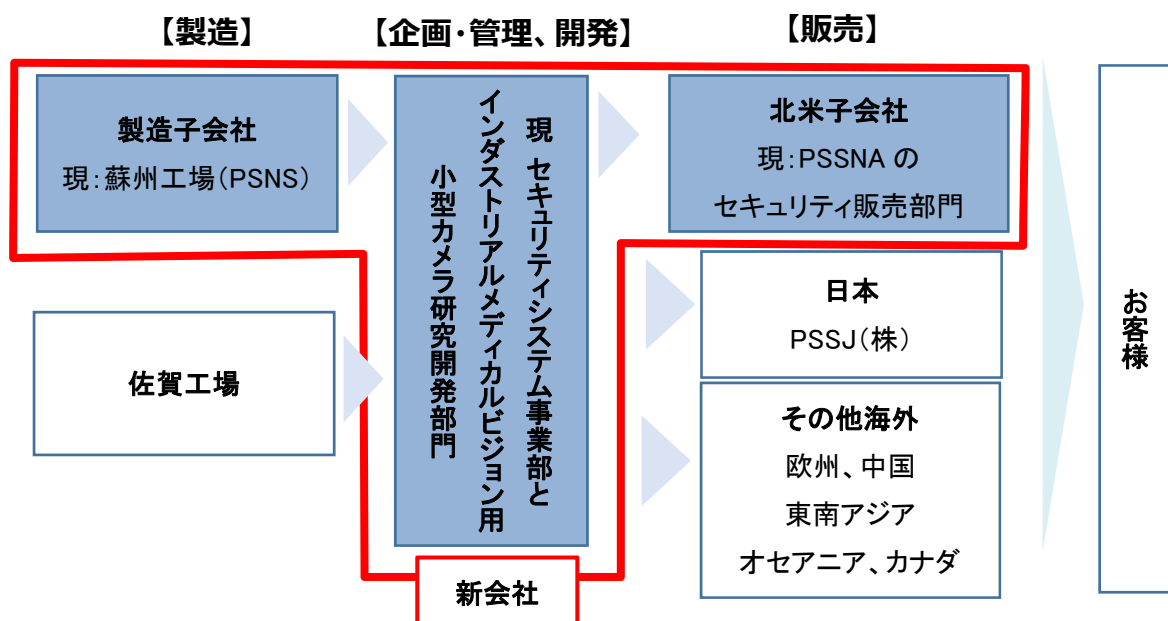 【製造】
【企画・管理、開発】
【販売】
製造子会社
現：蘇州工場（PSNS）
佐賀工場
現 セキュリティシステム事業部と
インダストリアルメディカルビジョン用
小型カメラ研究開発部門
新会社
北米子会社
現：PSSNA の
セキュリティ販売部門
日本
PSSJ（株）
その他海外
欧州、中国
東南アジア
オセアニア、カナダ
お客様